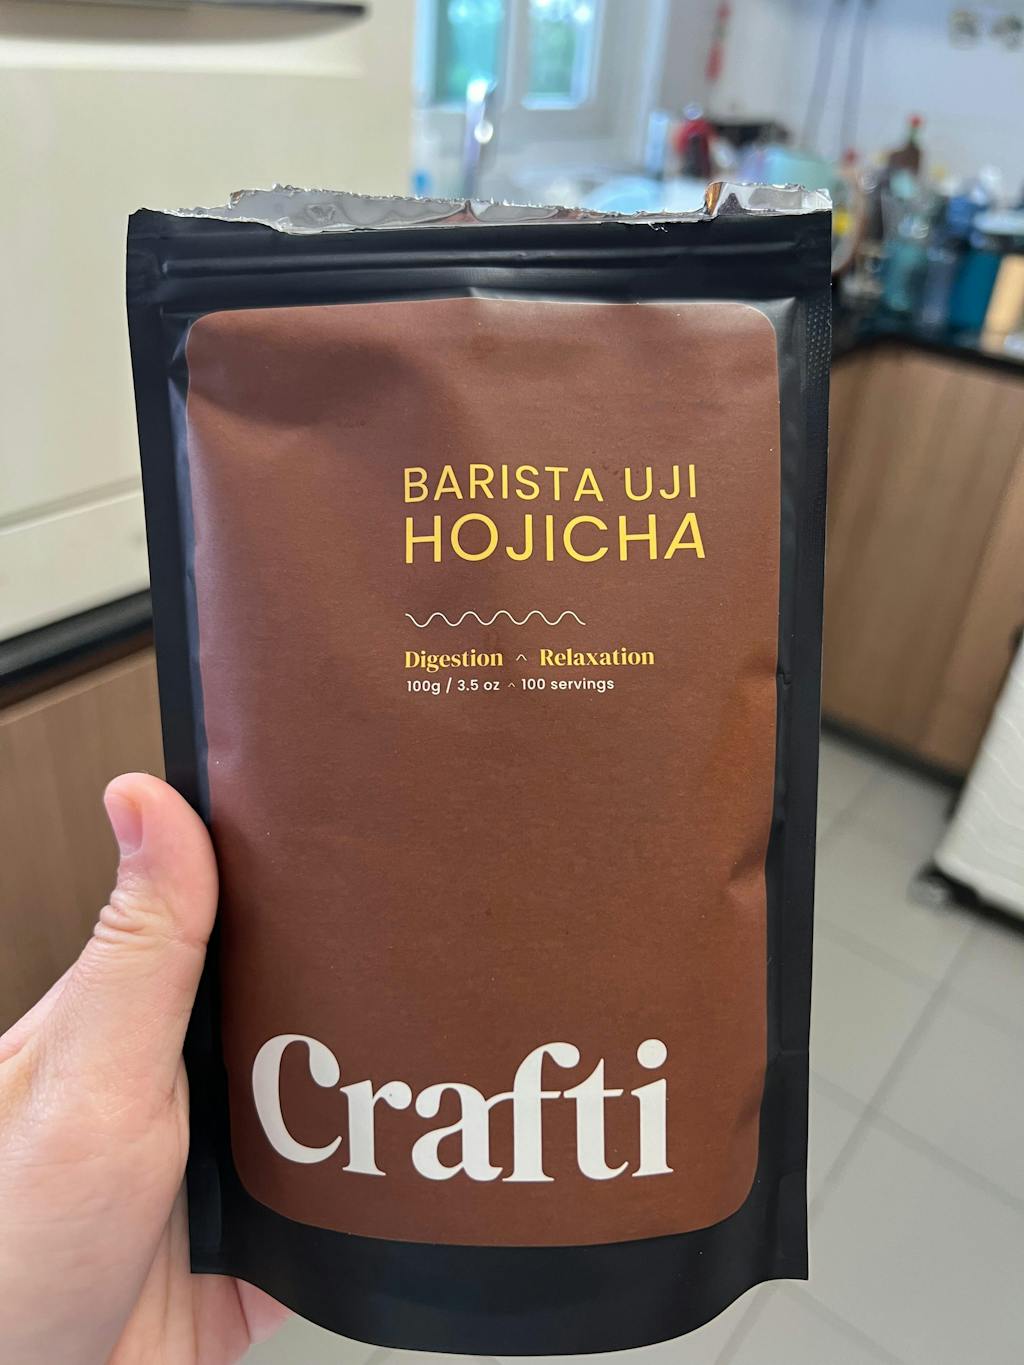 BARISTA UJI
HOJICHA
Digestion ^ Relaxation
100g / 3.5 oz ^ 100 servings
Crafti